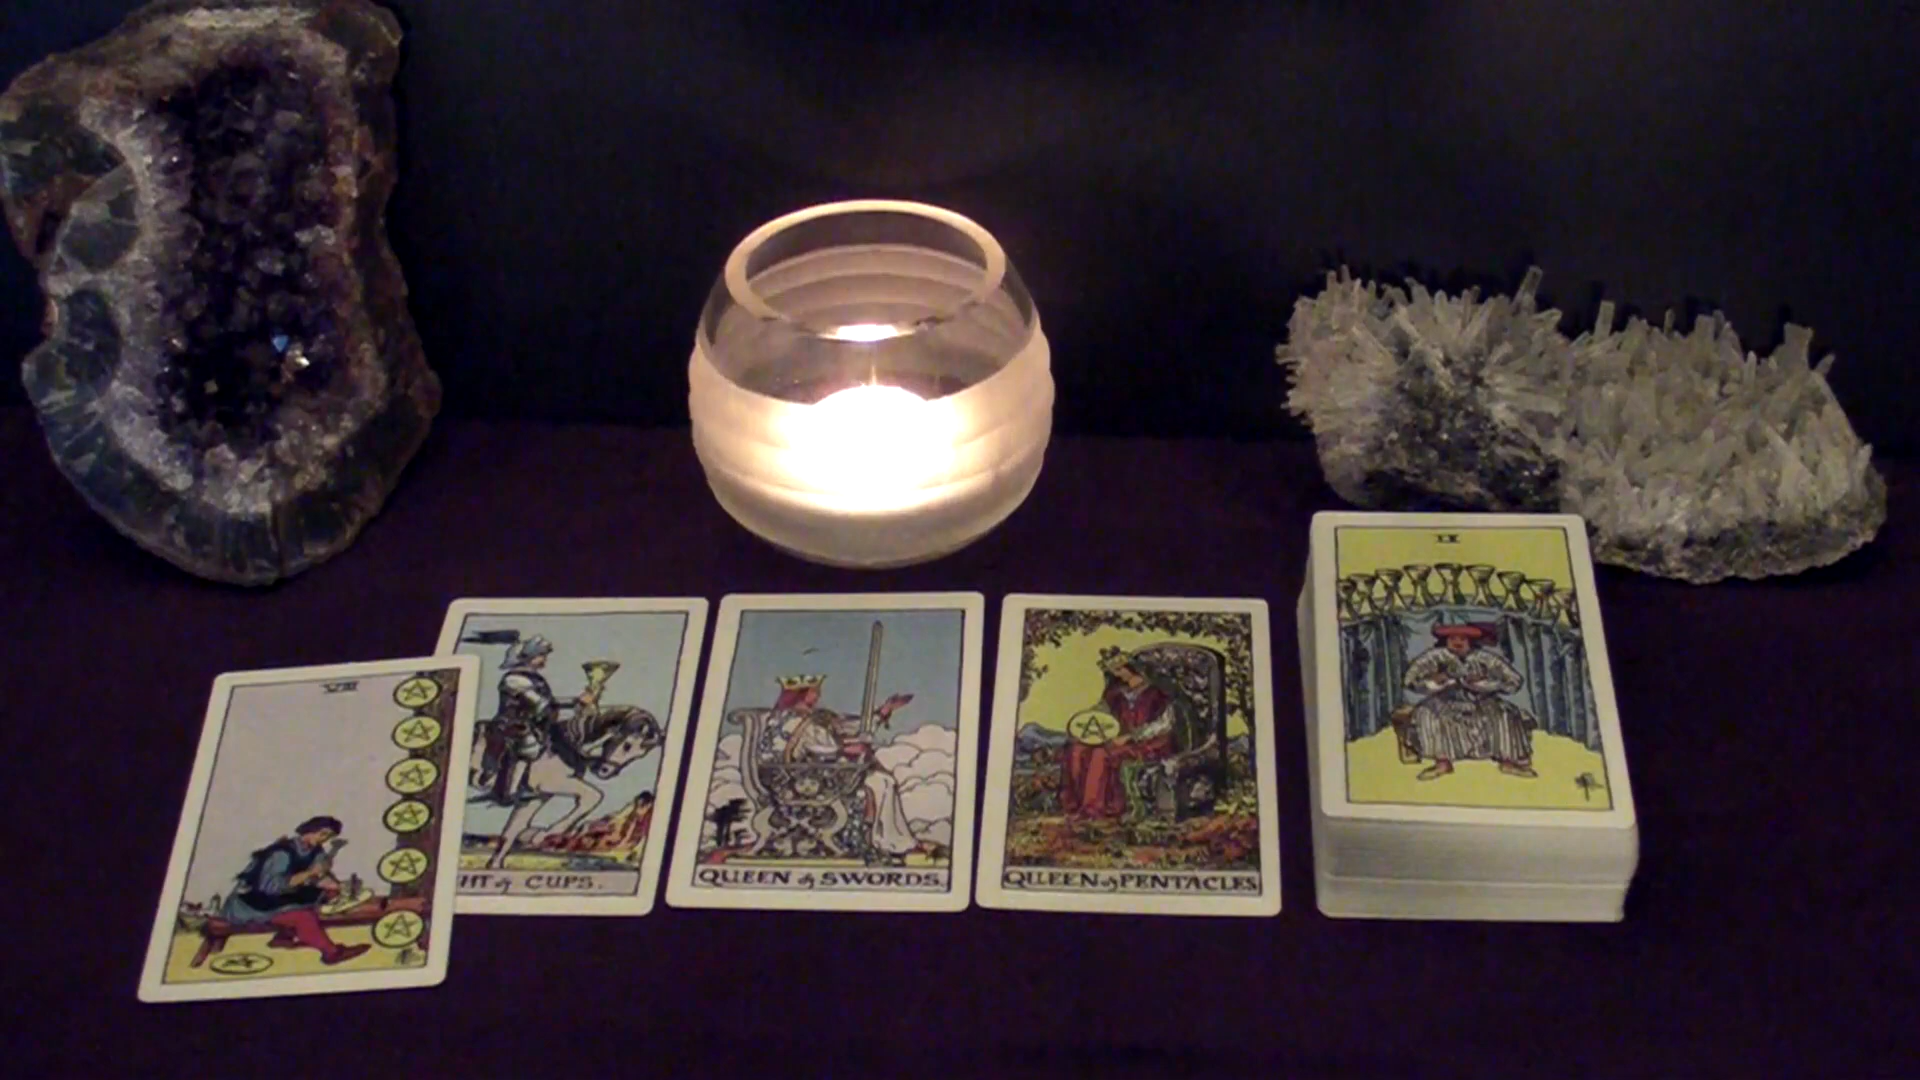 VIII
HT of CUPS.
QUEEN of SWORDS.
QUEEN of PENTACLES
IX